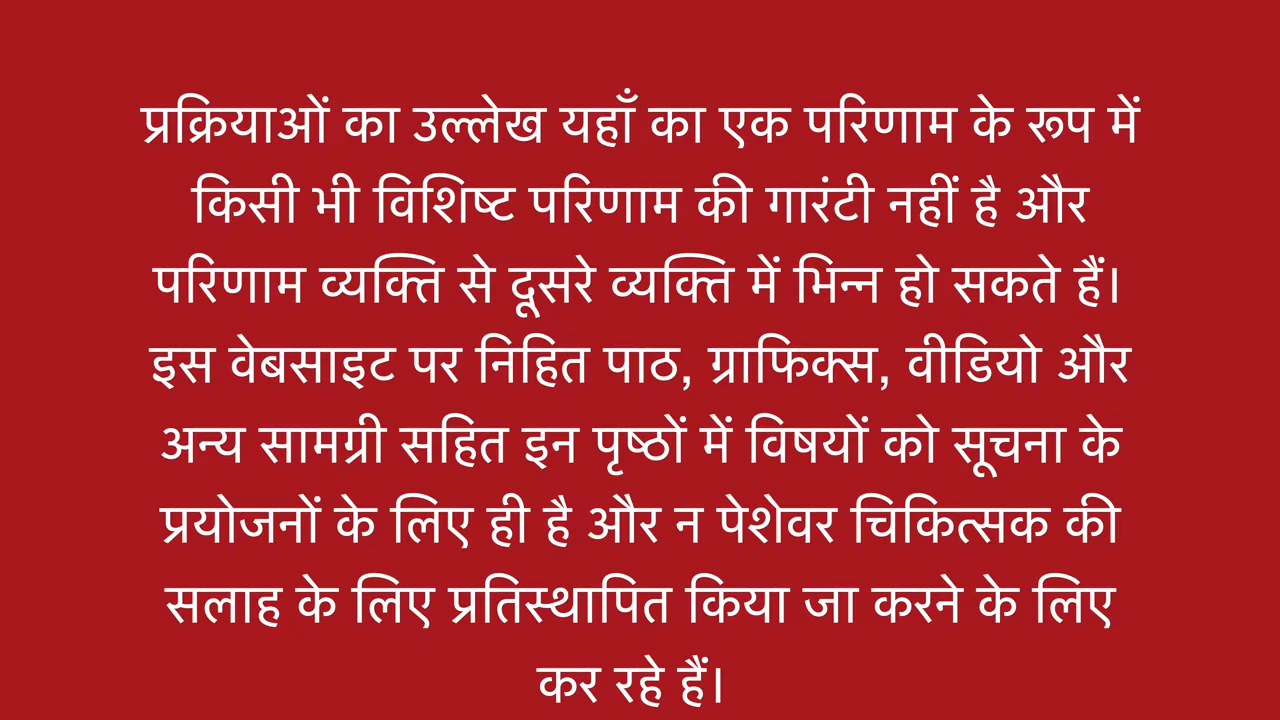 प्रक्रियाओं का उल्लेख यहाँ का एक परिणाम के रूप में
किसी भी विशिष्ट परिणाम की गारंटी नहीं है और
परिणाम व्यक्ति से दूसरे व्यक्ति में भिन्न हो सकते हैं।
इस वेबसाइट पर निहित पाठ, ग्राफिक्स, वीडियो और
अन्य सामग्री सहित इन पृष्ठों में विषयों को सूचना के
प्रयोजनों के लिए ही है और न पेशेवर चिकित्सक की
सलाह के लिए प्रतिस्थापित किया जा करने के लिए
कर रहे हैं।